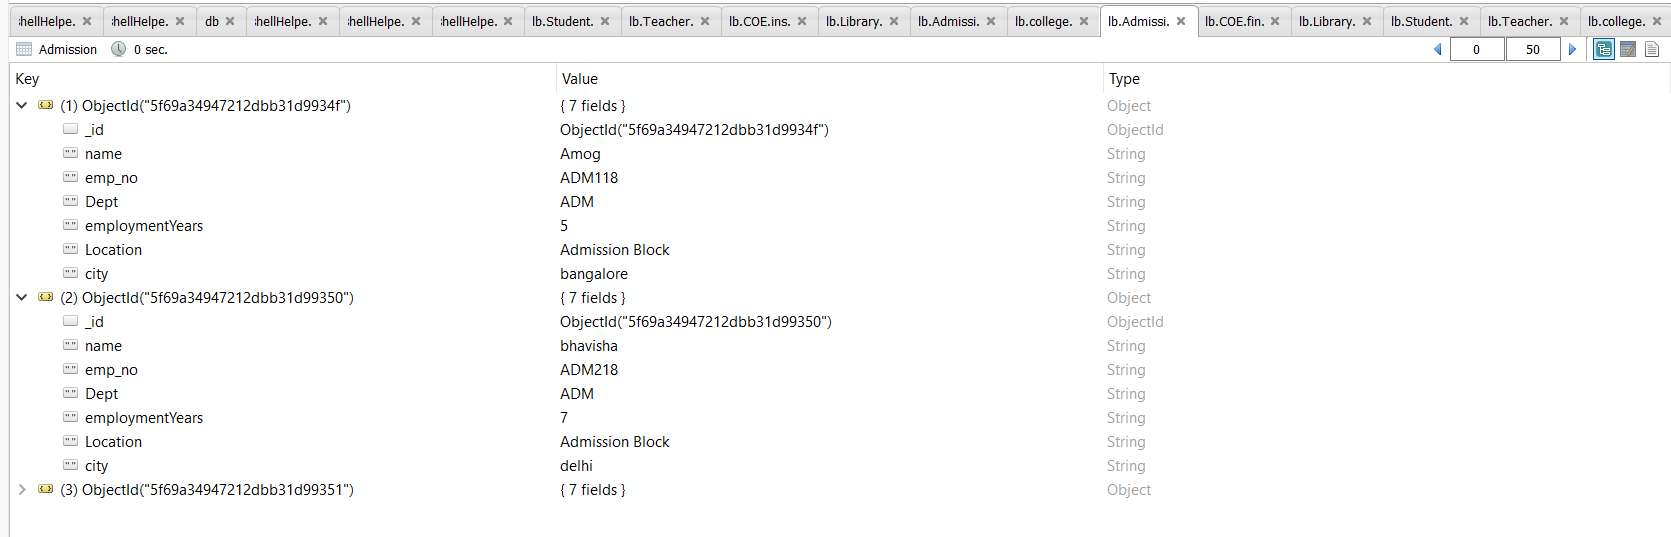 hellHelpe. hellHelpe. db hellHelpe. hellHelpe. hellHelpe. lb.Student. lb.Teacher. lb.COE.ins. lb.Library. lb.Admissi. lb.college. lb.Admissi. lb.COE.fin. lb.Library. lb.Student. lb.Teacher. lb.college.
Admission 0 sec. 0 50
Key Value Type
(1) ObjectId("5f69a34947212dbb31d9934f") { 7 fields } Object
_id ObjectId("5f69a34947212dbb31d9934f") ObjectId
name Amog String
emp_no ADM118 String
Dept ADM String
employmentYears 5 String
Location Admission Block String
city bangalore String
(2) ObjectId("5f69a34947212dbb31d99350") { 7 fields } Object
_id ObjectId("5f69a34947212dbb31d99350") ObjectId
name bhavisha String
emp_no ADM218 String
Dept ADM String
employmentYears 7 String
Location Admission Block String
city delhi String
(3) ObjectId("5f69a34947212dbb31d99351") { 7 fields } Object